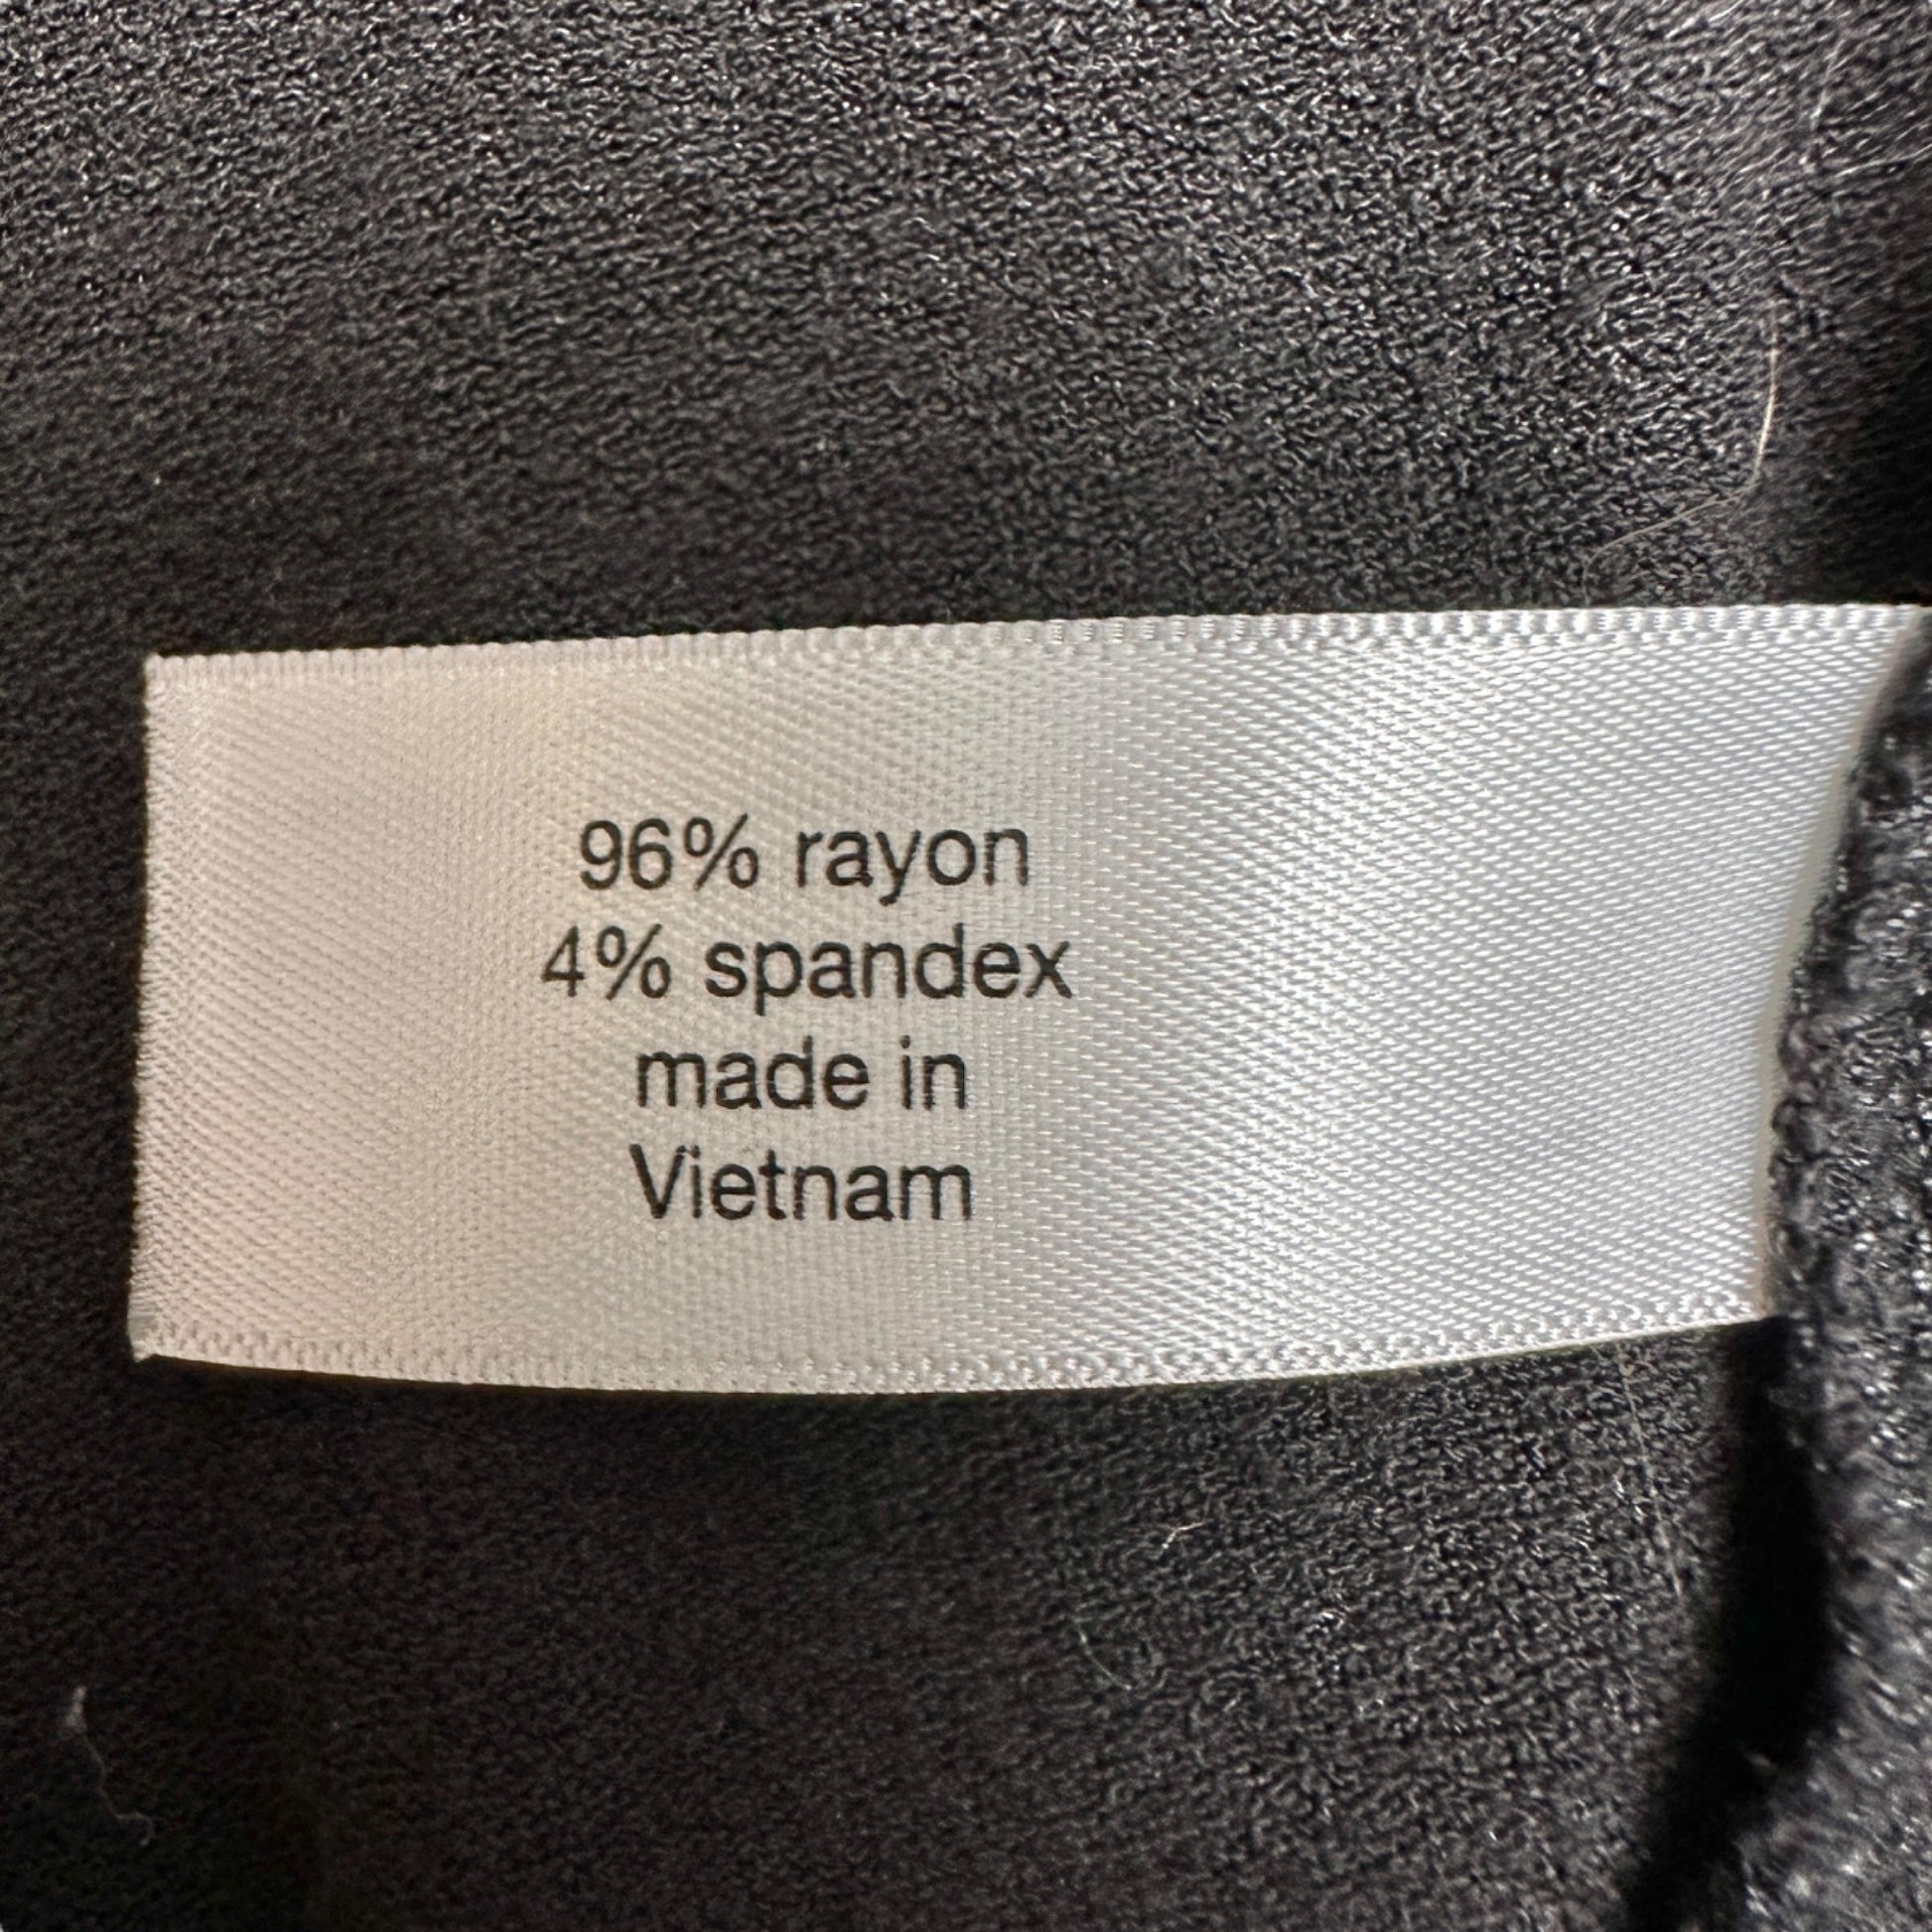 96% rayon
4% spandex
made in
Vietnam